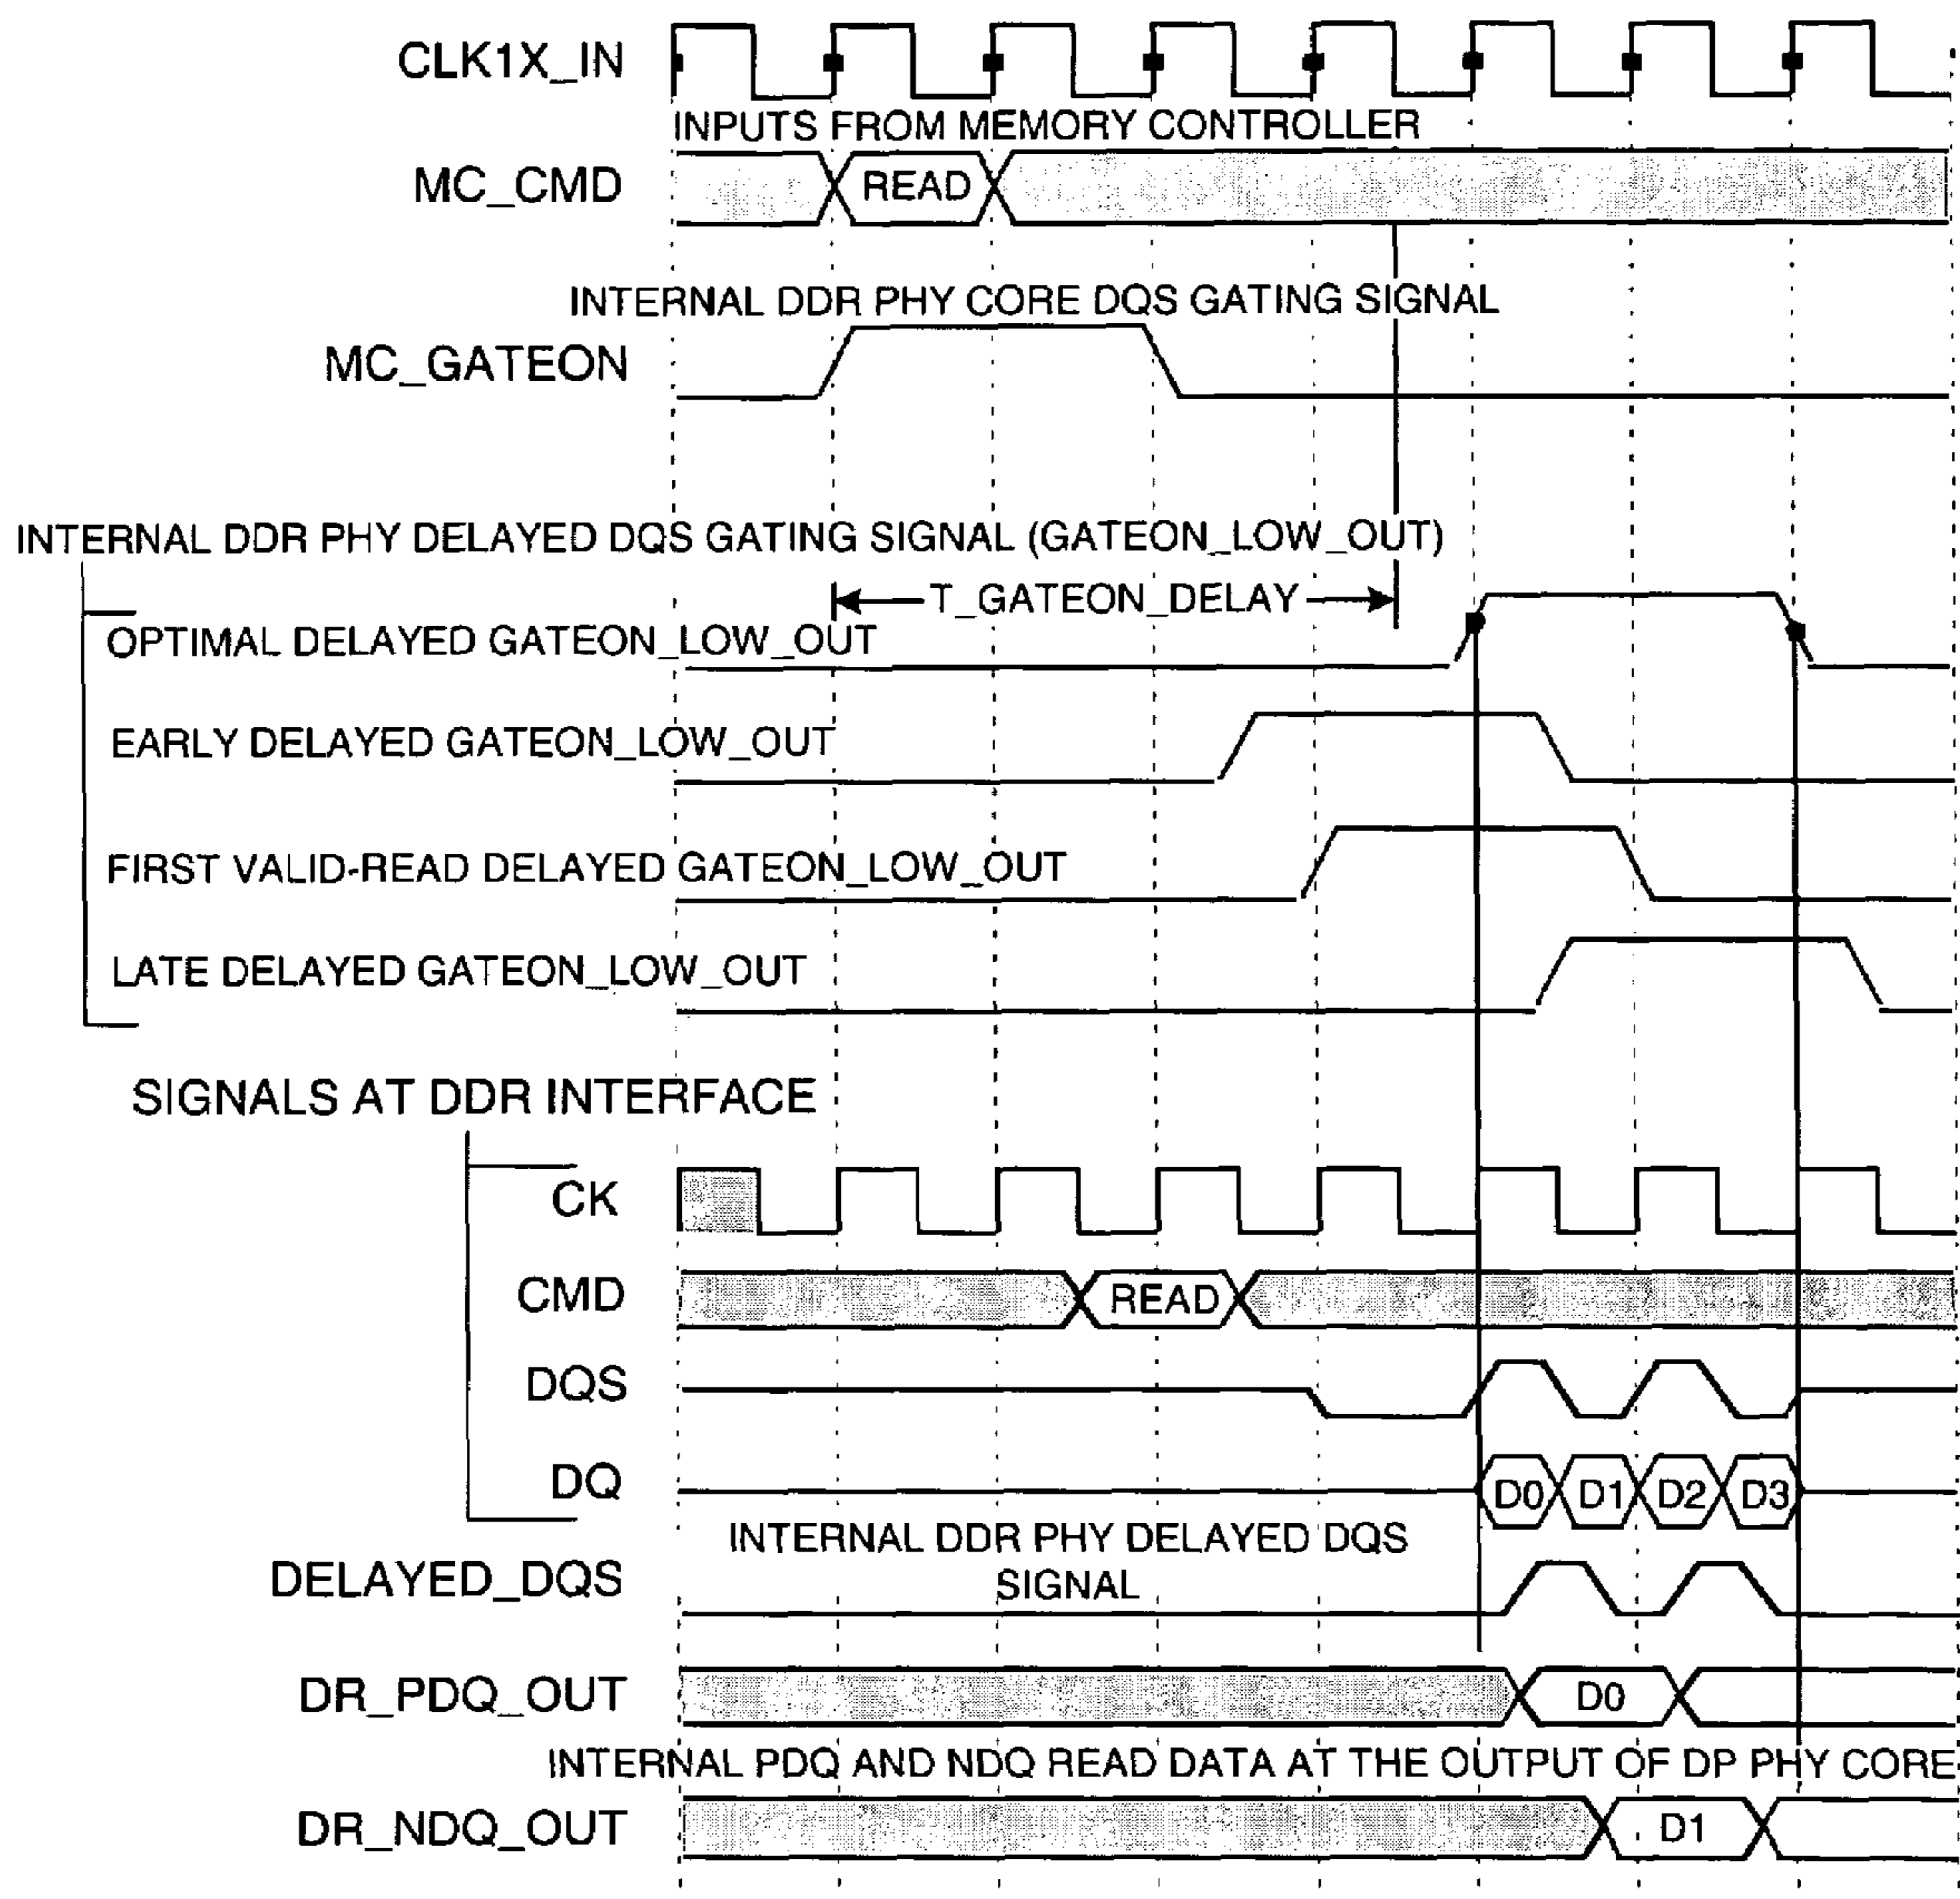 CLK1X_IN
INPUTS FROM MEMORY CONTROLLER
MC_CMD
READ
INTERNAL DDR PHY CORE DQS GATING SIGNAL
MC_GATEON
INTERNAL DDR PHY DELAYED DQS GATING SIGNAL (GATEON_LOW_OUT)
T_GATEON_DELAY
OPTIMAL DELAYED GATEON_LOW_OUT
EARLY DELAYED GATEON_LOW_OUT
FIRST VALID-READ DELAYED GATEON_LOW_OUT
LATE DELAYED GATEON_LOW_OUT
SIGNALS AT DDR INTERFACE
CK
CMD
READ
DQS
DQ
D0 D1 D2 D3
INTERNAL DDR PHY DELAYED DQS
SIGNAL
DELAYED_DQS
DR_PDQ_OUT
D0
INTERNAL PDQ AND NDQ READ DATA AT THE OUTPUT OF DP PHY CORE
DR_NDQ_OUT
D1